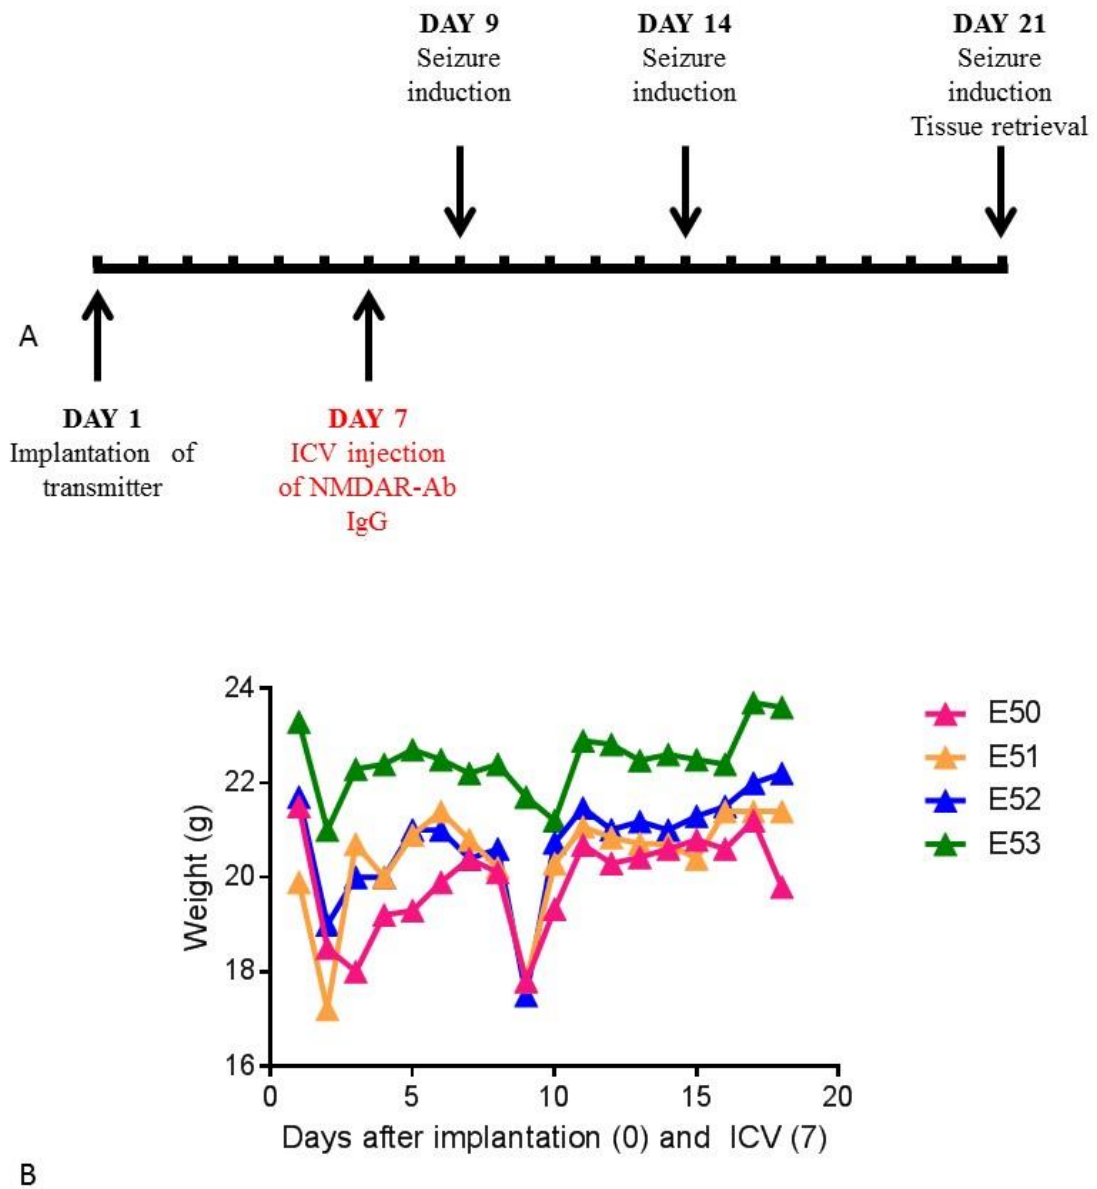 DAY 9
Seizure
induction
DAY 14
Seizure
induction
DAY 21
Seizure
induction
Tissue retrieval
A
DAY 1
Implantation of
transmitter
DAY 7
ICV injection
of NMDAR-Ab
IgG
24
22
20
18
16
Weight (g)
0 5 10 15 20
Days after implantation (0) and ICV (7)
E50
E51
E52
E53
B